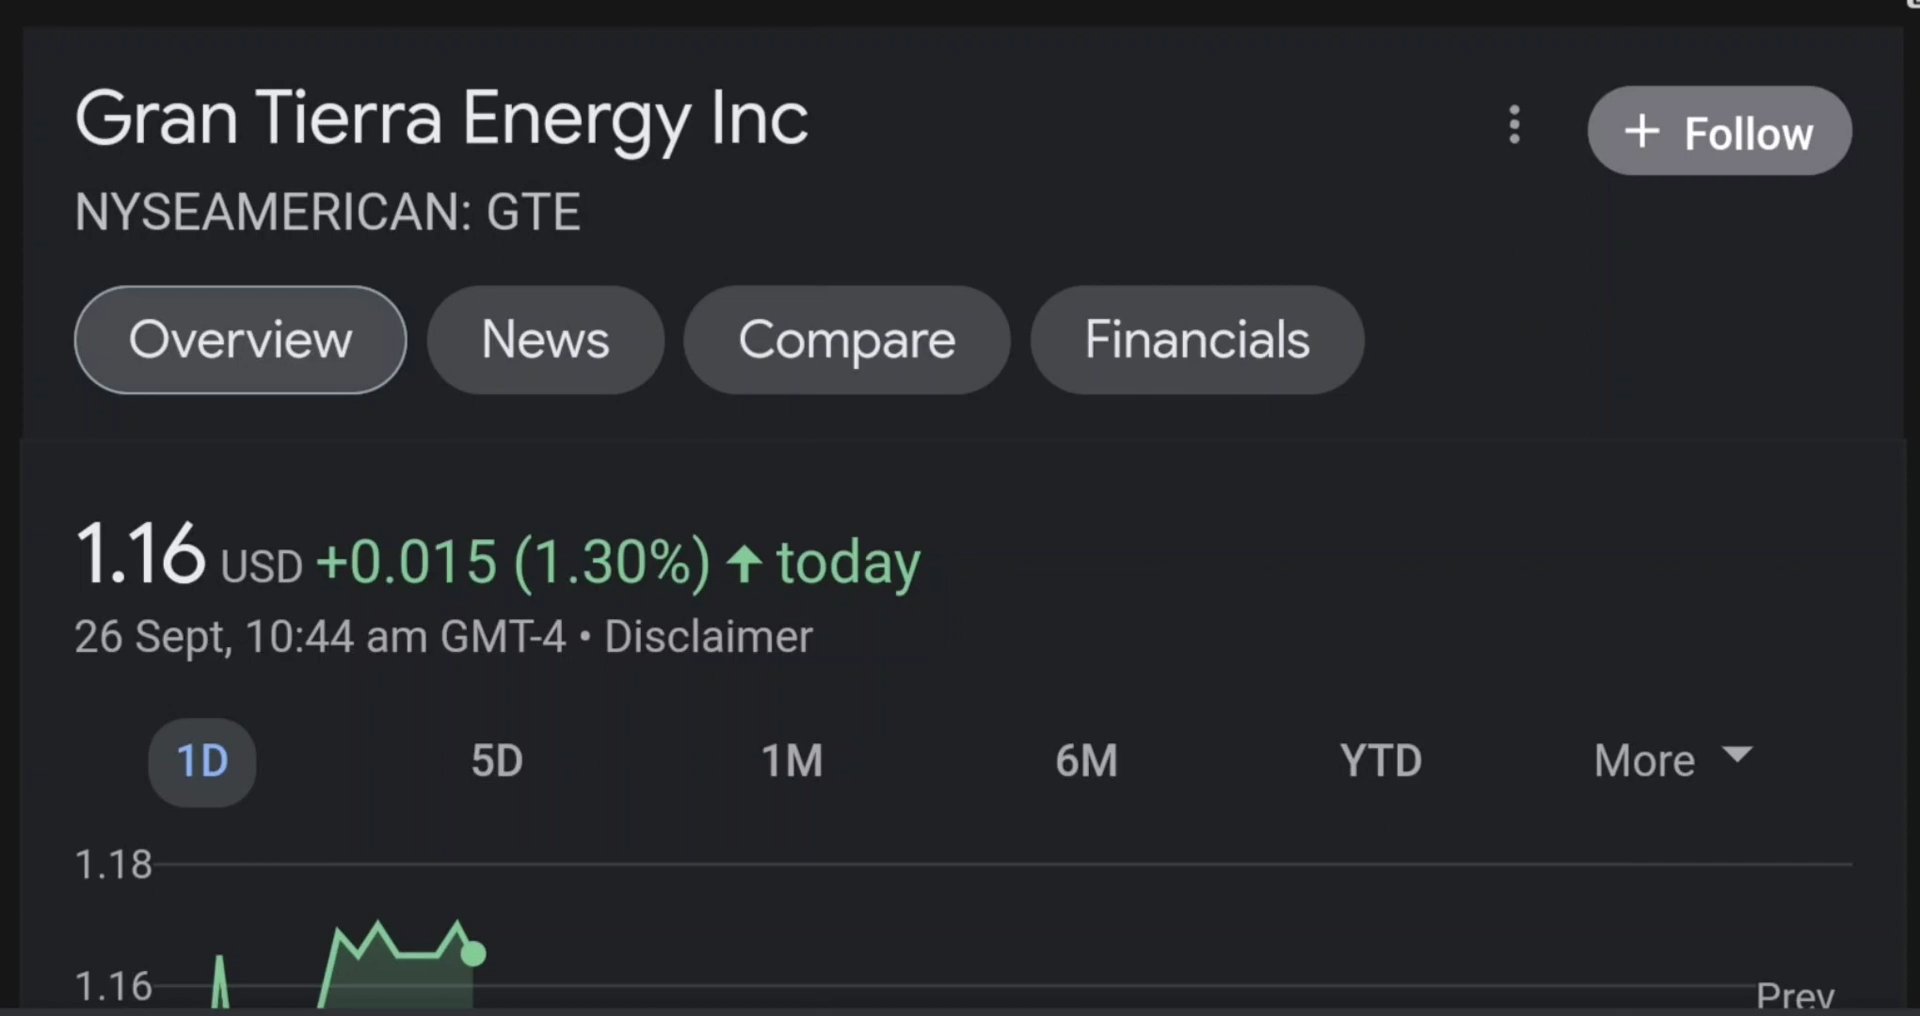 Gran Tierra Energy Inc
+ Follow
NYSEAMERICAN: GTE
Overview News Compare Financials
1.16 USD +0.015 (1.30%) ↑ today
26 Sept, 10:44 am GMT-4 • Disclaimer
1D 5D 1M 6M YTD More
1.18
1.16
Prev